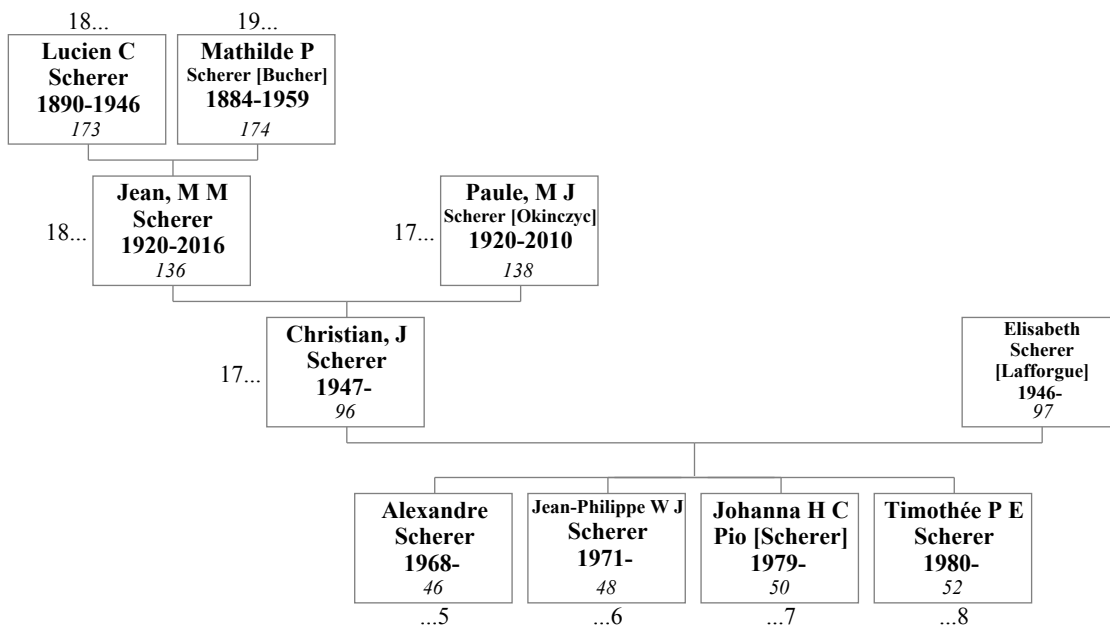 18...
19...
Lucien C
Scherer
1890-1946
173
Mathilde P
Scherer [Bucher]
1884-1959
174
18...
Jean, M M
Scherer
1920-2016
136
17...
Paule, M J
Scherer [Okinczyc]
1920-2010
138
17...
Christian, J
Scherer
1947-
96
Elisabeth
Scherer
[Lafforgue]
1946-
97
Alexandre
Scherer
1968-
46
...5
Jean-Philippe W J
Scherer
1971-
48
...6
Johanna H C
Pio [Scherer]
1979-
50
...7
Timothée P E
Scherer
1980-
52
...8